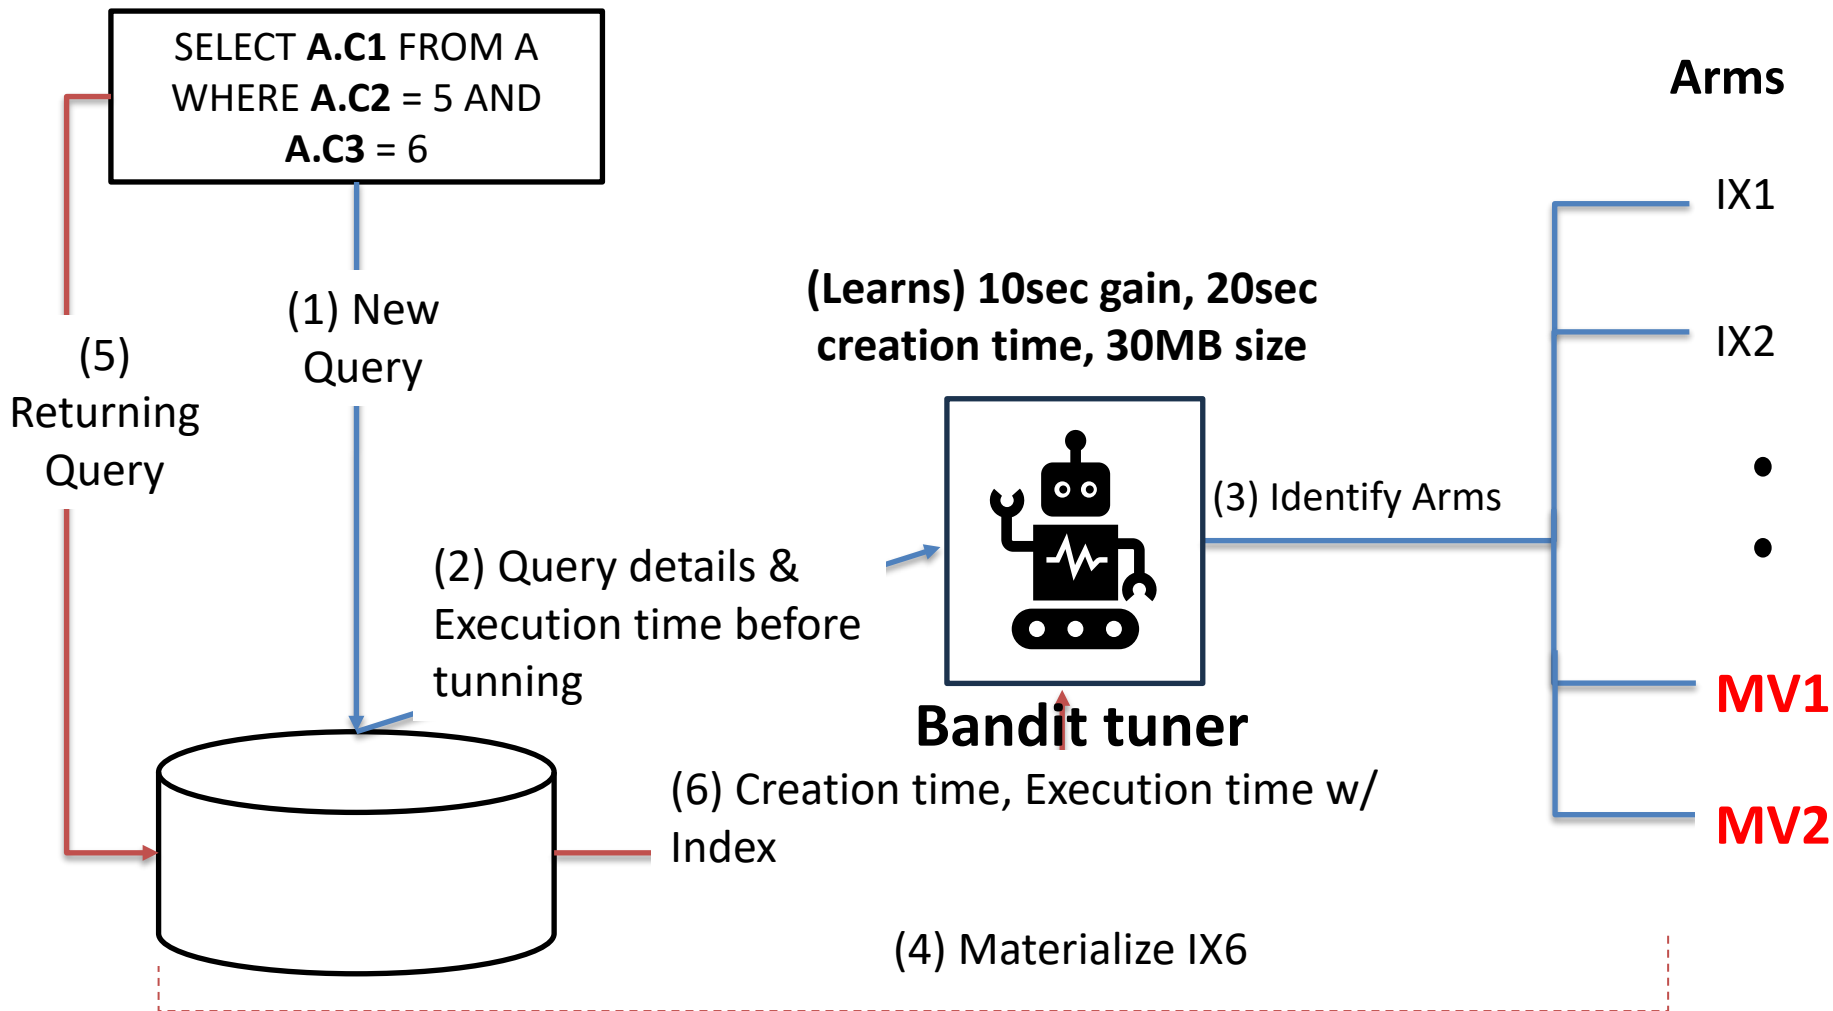 SELECT A.C1 FROM A
WHERE A.C2 = 5 AND
A.C3 = 6
Arms
IX1
(Learns) 10sec gain, 20sec
creation time, 30MB size
(1) New
Query
IX2
(5)
Returning
Query
(3) Identify Arms
(2) Query details &
Execution time before
tunning
MV1
Bandit tuner
(6) Creation time, Execution time w/
Index
MV2
(4) Materialize IX6